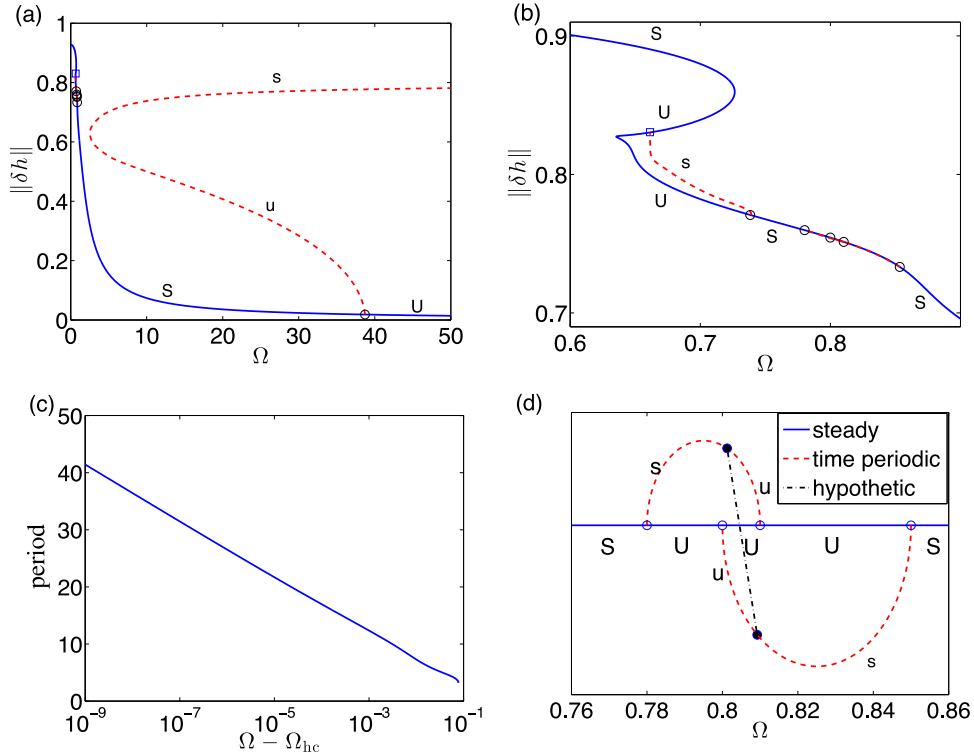 (a)
1
0.8
0.6
0.4
0.2
0
0 10 20 30 40 50
‖δh‖
Ω
s
u
S
U
(b)
0.9
0.8
0.7
0.6 0.7 0.8
‖δh‖
Ω
S
U
s
U
S
S
(c)
50
40
30
20
10
0
10⁻⁹ 10⁻⁷ 10⁻⁵ 10⁻³ 10⁻¹
period
Ω − Ω_hc
(d)
steady
time periodic
hypothetic
s
u
S U U U S
u
s
0.76 0.78 0.8 0.82 0.84 0.86
Ω